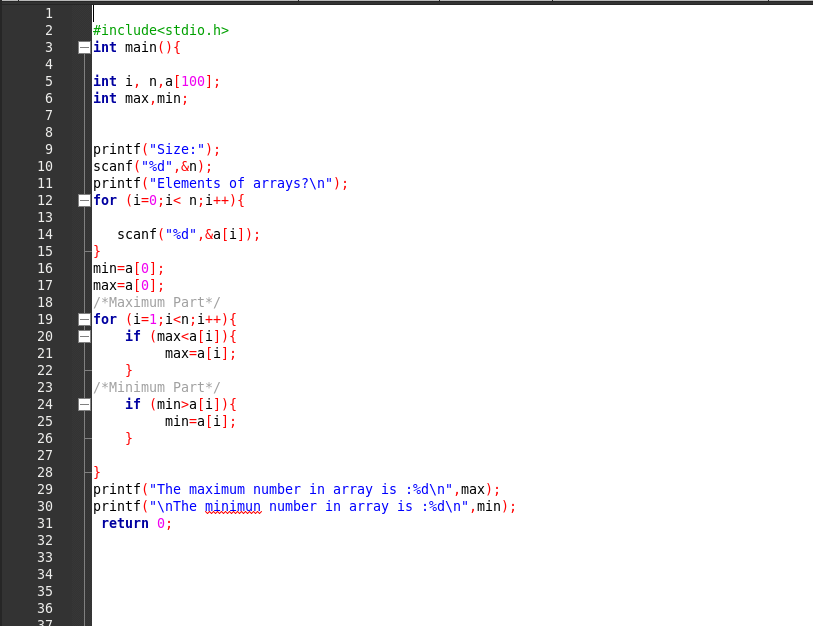 1
2 #include<stdio.h>
3 int main(){
4
5 int i, n,a[100];
6 int max,min;
7
8
9 printf("Size:");
10 scanf("%d",&n);
11 printf("Elements of arrays?\n");
12 for (i=0;i< n;i++){
13
14 scanf("%d",&a[i]);
15 }
16 min=a[0];
17 max=a[0];
18 /*Maximum Part*/
19 for (i=1;i<n;i++){
20 if (max<a[i]){
21 max=a[i];
22 }
23 /*Minimum Part*/
24 if (min>a[i]){
25 min=a[i];
26 }
27
28 }
29 printf("The maximum number in array is :%d\n",max);
30 printf("\nThe minimun number in array is :%d\n",min);
31 return 0;
32
33
34
35
36
37